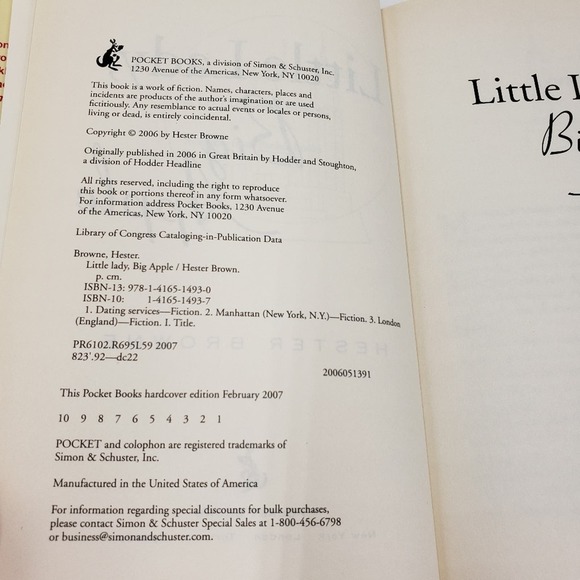 POCKET BOOKS, a division of Simon & Schuster, Inc.
1230 Avenue of the Americas, New York, NY 10020
This book is a work of fiction. Names, characters, places and
incidents are products of the author's imagination or are used
fictitiously. Any resemblance to actual events or locales or persons,
living or dead, is entirely coincidental.
Copyright © 2006 by Hester Browne
Originally published in 2006 in Great Britain by Hodder and Stoughton,
a division of Hodder Headline
All rights reserved, including the right to reproduce
this book or portions thereof in any form whatsoever.
For information address Pocket Books, 1230 Avenue
of the Americas, New York, NY 10020
Library of Congress Cataloging-in-Publication Data
Browne, Hester.
Little lady, Big Apple / Hester Brown.
p. cm.
ISBN-13: 978-1-4165-1493-0
ISBN-10: 1-4165-1493-7
1. Dating services—Fiction. 2. Manhattan (New York, N.Y.)—Fiction. 3. London
(England)—Fiction. I. Title.
PR6102.R695L59 2007
823'.92—dc22
2006051391
This Pocket Books hardcover edition February 2007
10 9 8 7 6 5 4 3 2 1
POCKET and colophon are registered trademarks of
Simon & Schuster, Inc.
Manufactured in the United States of America
For information regarding special discounts for bulk purchases,
please contact Simon & Schuster Special Sales at 1-800-456-6798
or business@simonandschuster.com.
Little
Bi